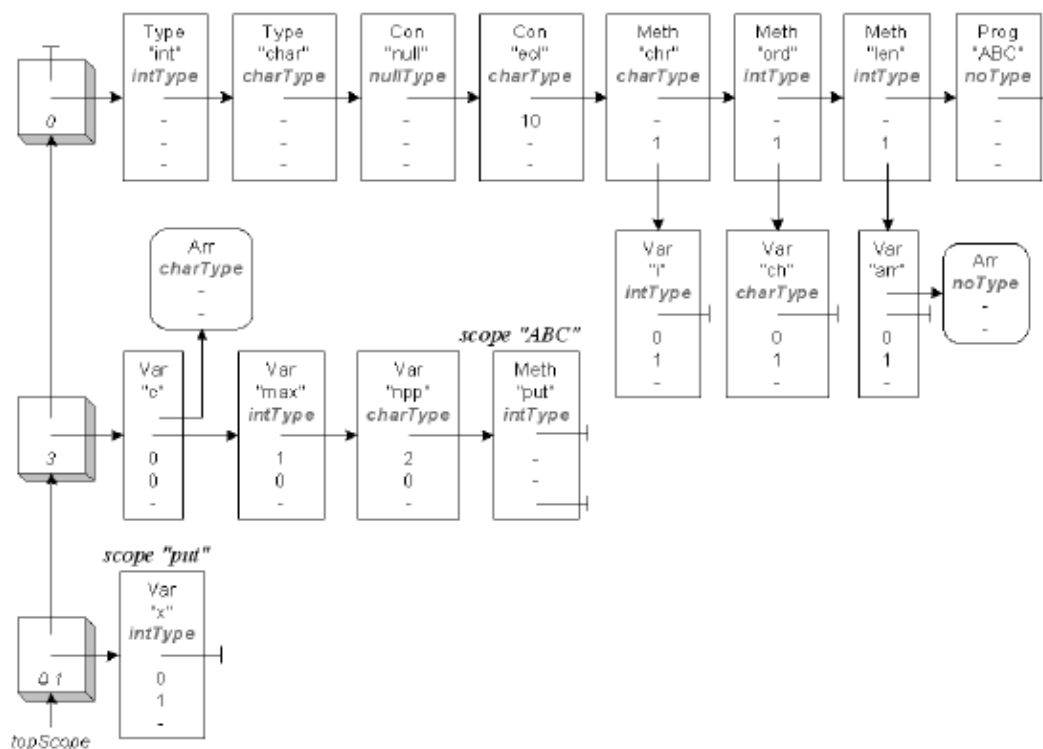 Type
"int"
intType
-
-
-
Type
"char"
charType
-
-
-
Con
"null"
nullType
-
-
-
Con
"eol"
charType
10
-
-
Meth
"chr"
charType
-
1
Meth
"ord"
intType
-
1
Meth
"len"
intType
-
1
Prog
"ABC"
noType
-
-
-
0
Arr
charType
-
-
Var
"i"
intType
0
1
-
Var
"ch"
charType
0
1
-
Var
"arr"
0
1
-
Arr
noType
-
-
scope "ABC"
3
Var
"c"
0
0
-
Var
"max"
intType
1
0
-
Var
"npp"
charType
2
0
-
Meth
"put"
intType
-
-
scope "put"
0 1
Var
"x"
intType
0
1
-
topScope